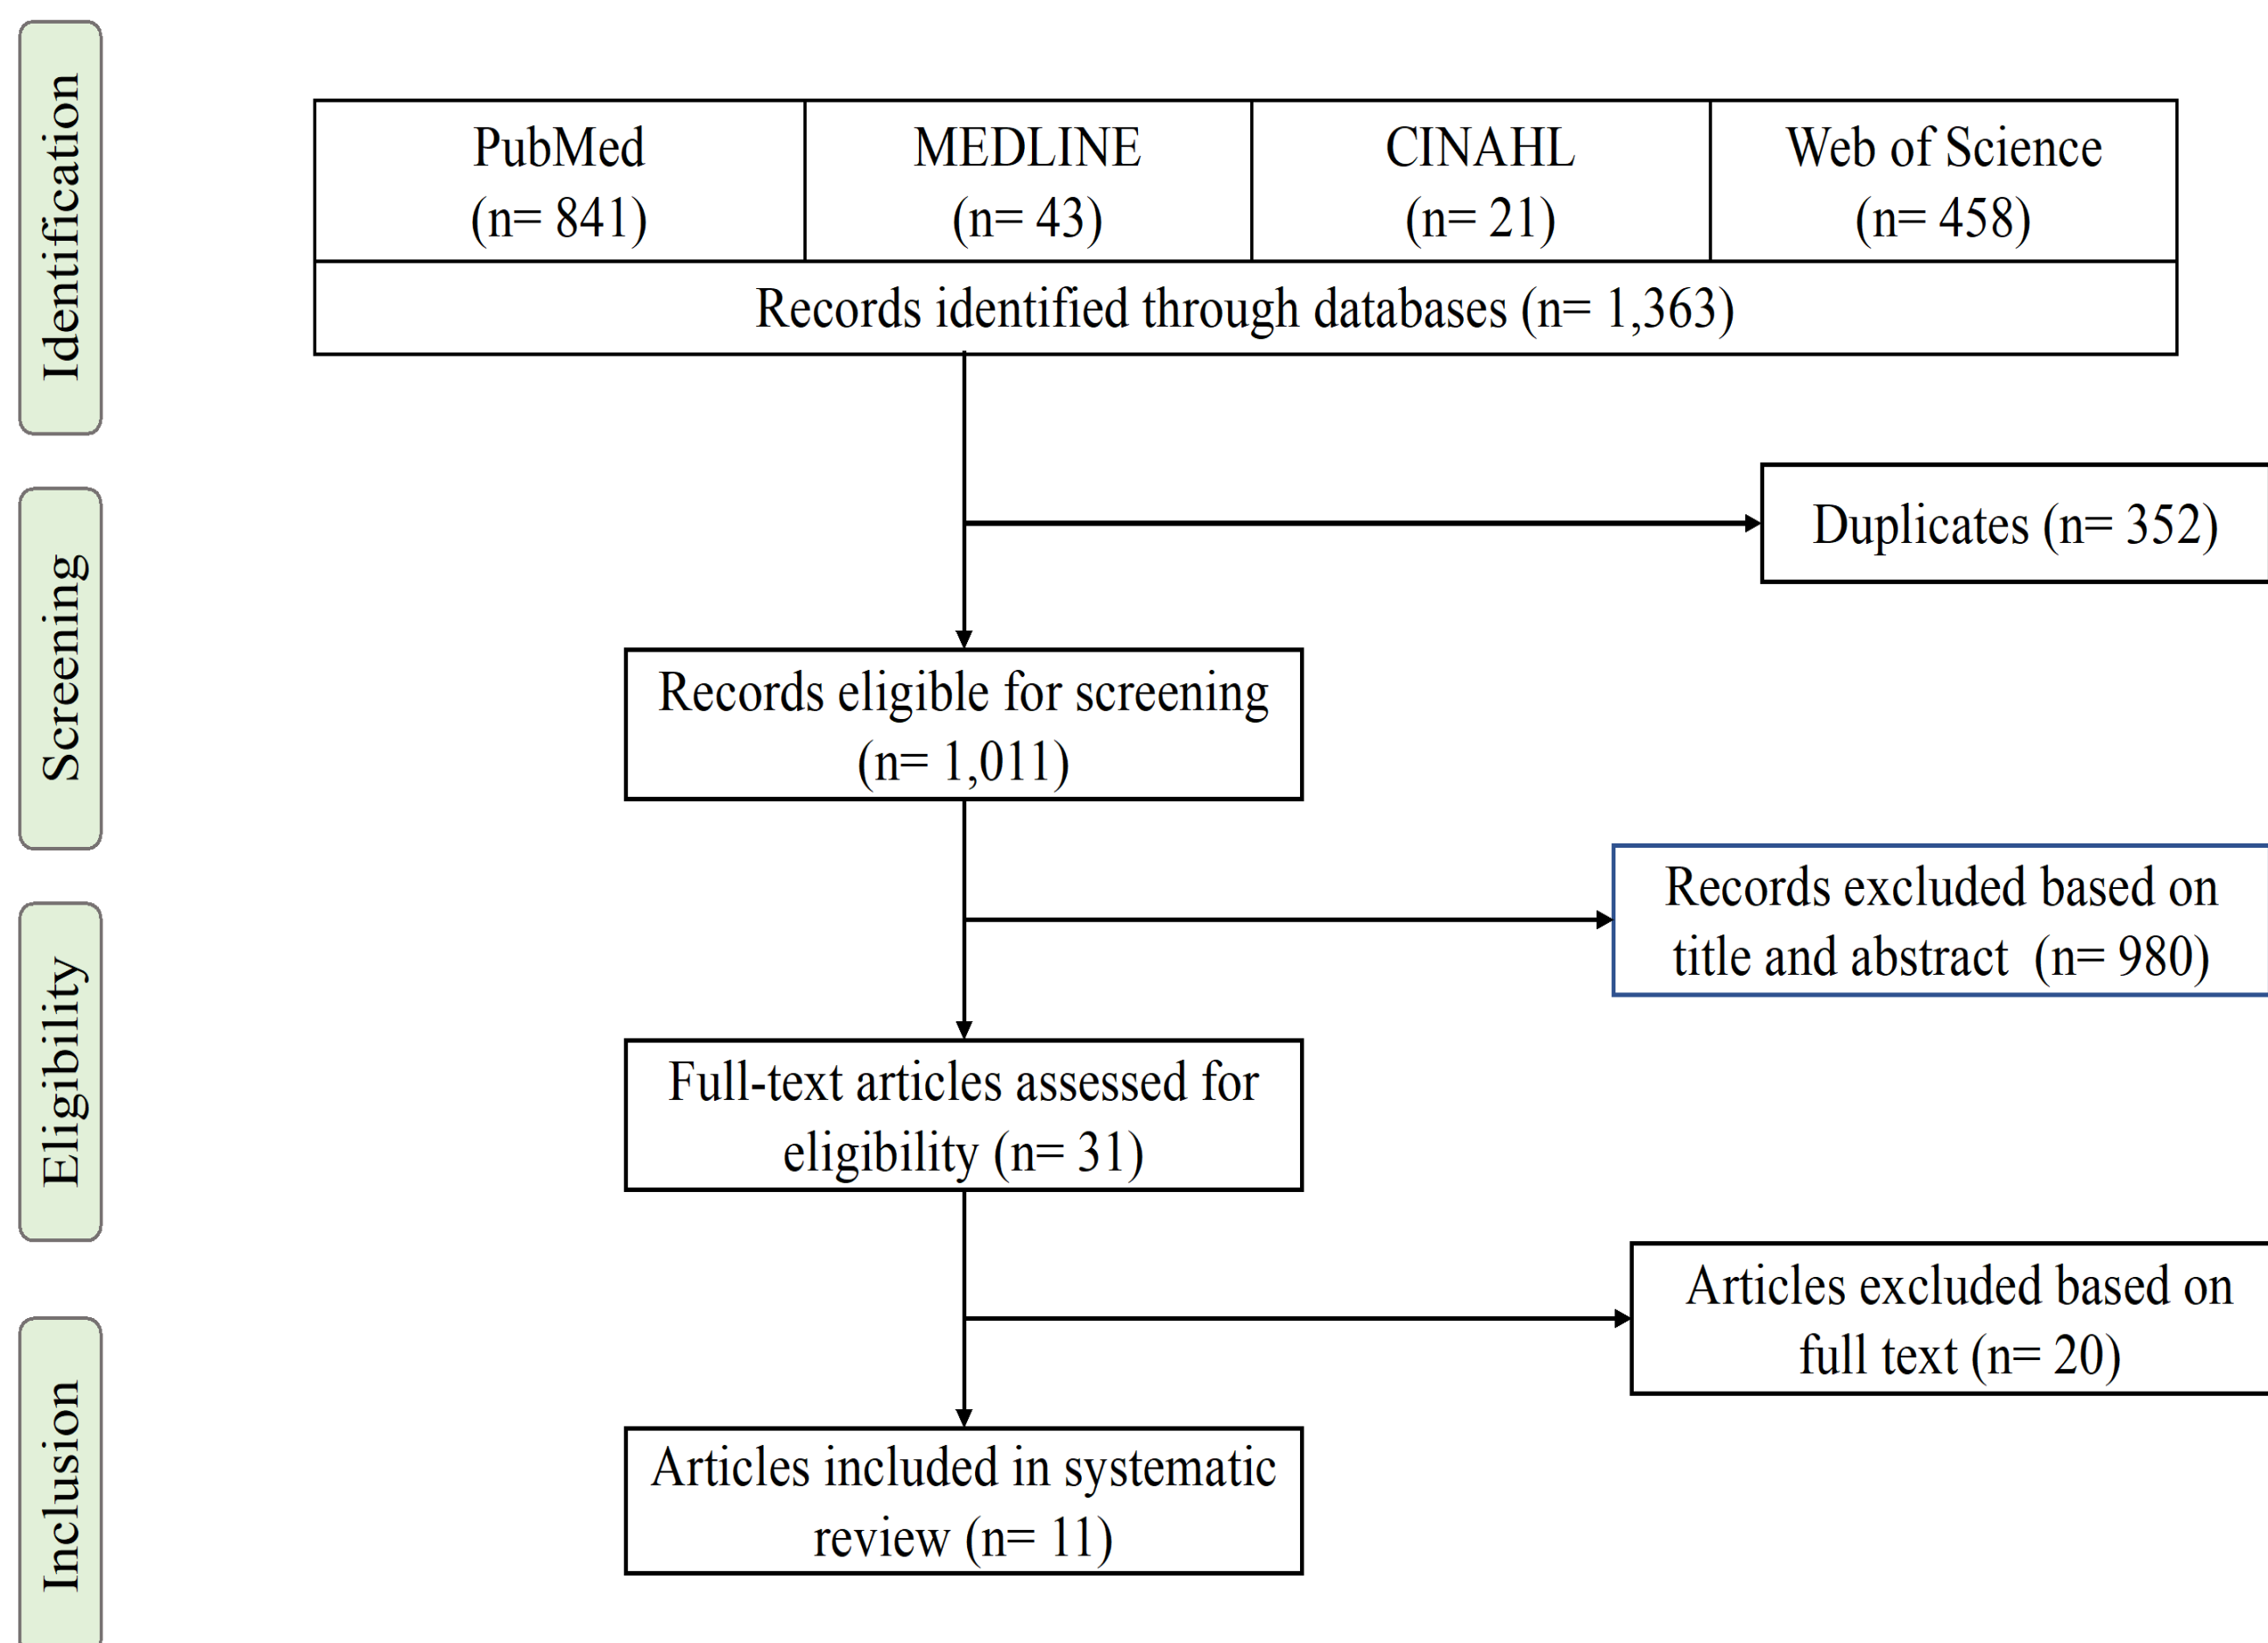 Identification
PubMed
(n= 841)
MEDLINE
(n= 43)
CINAHL
(n= 21)
Web of Science
(n= 458)
Records identified through databases (n= 1,363)
Screening
Duplicates (n= 352)
Records eligible for screening
(n= 1,011)
Eligibility
Records excluded based on
title and abstract  (n= 980)
Full-text articles assessed for
eligibility (n= 31)
Articles excluded based on
full text (n= 20)
Inclusion
Articles included in systematic
review (n= 11)